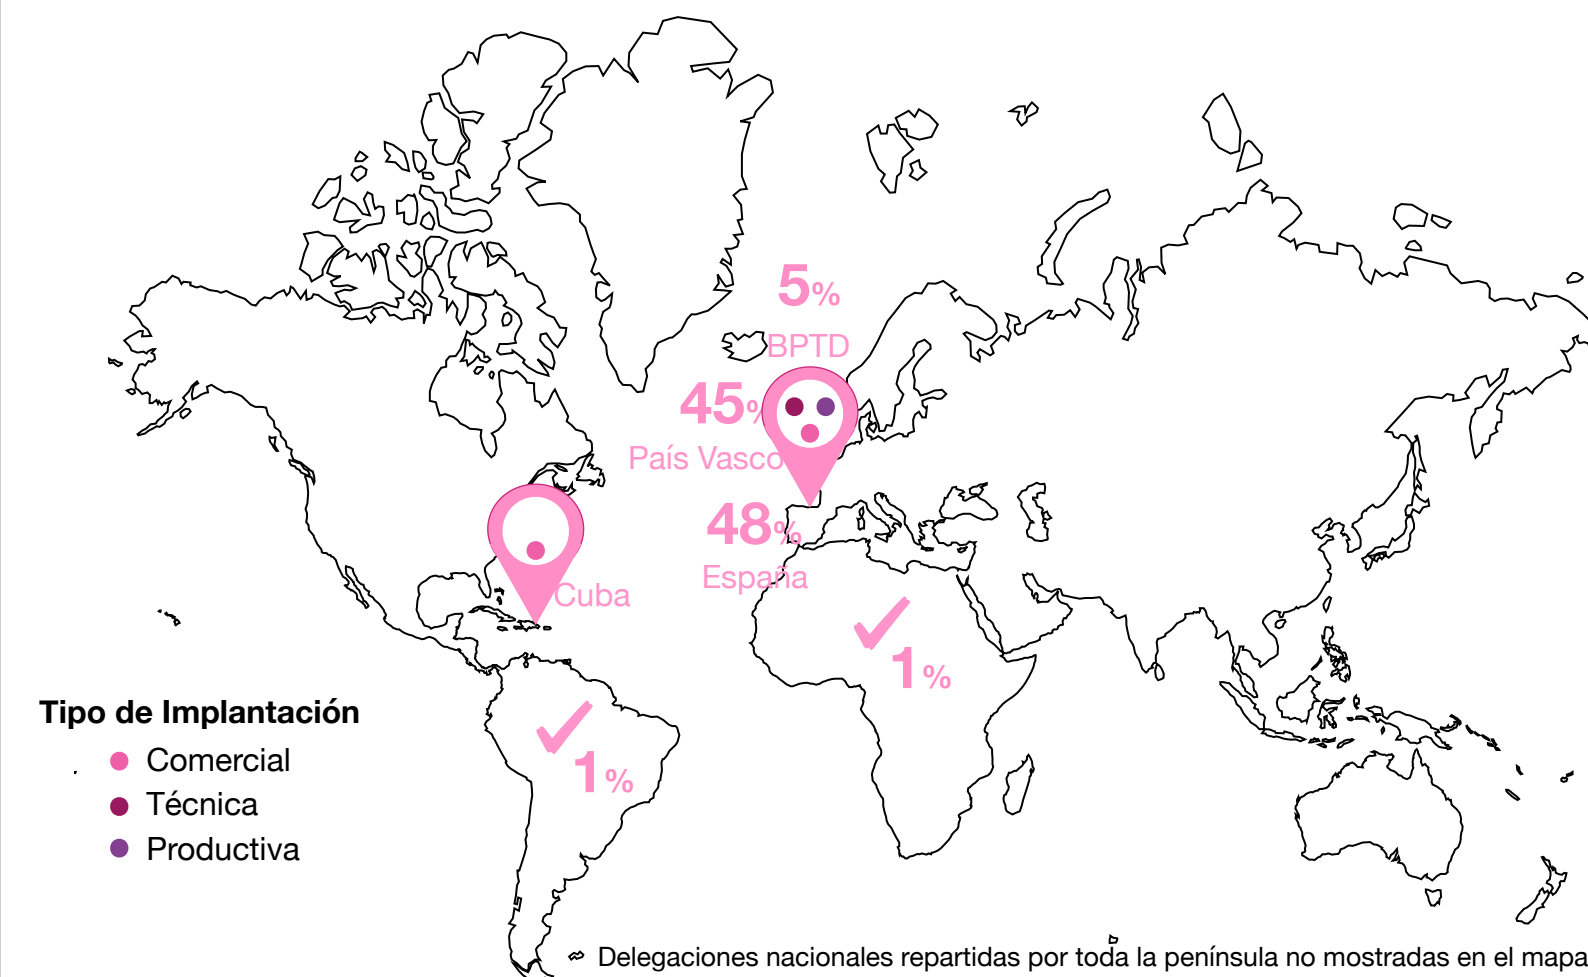 5%
BPTD
45%
País Vasco
48%
España
Cuba
1%
1%
Tipo de Implantación
Comercial
Técnica
Productiva
Delegaciones nacionales repartidas por toda la península no mostradas en el mapa